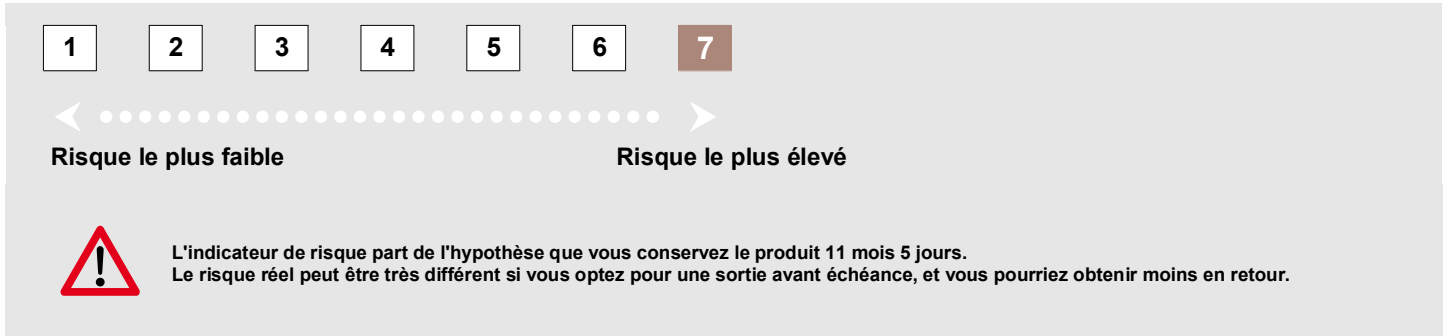 1 2 3 4 5 6 7
Risque le plus faible Risque le plus élevé
L'indicateur de risque part de l'hypothèse que vous conservez le produit 11 mois 5 jours.
Le risque réel peut être très différent si vous optez pour une sortie avant échéance, et vous pourriez obtenir moins en retour.